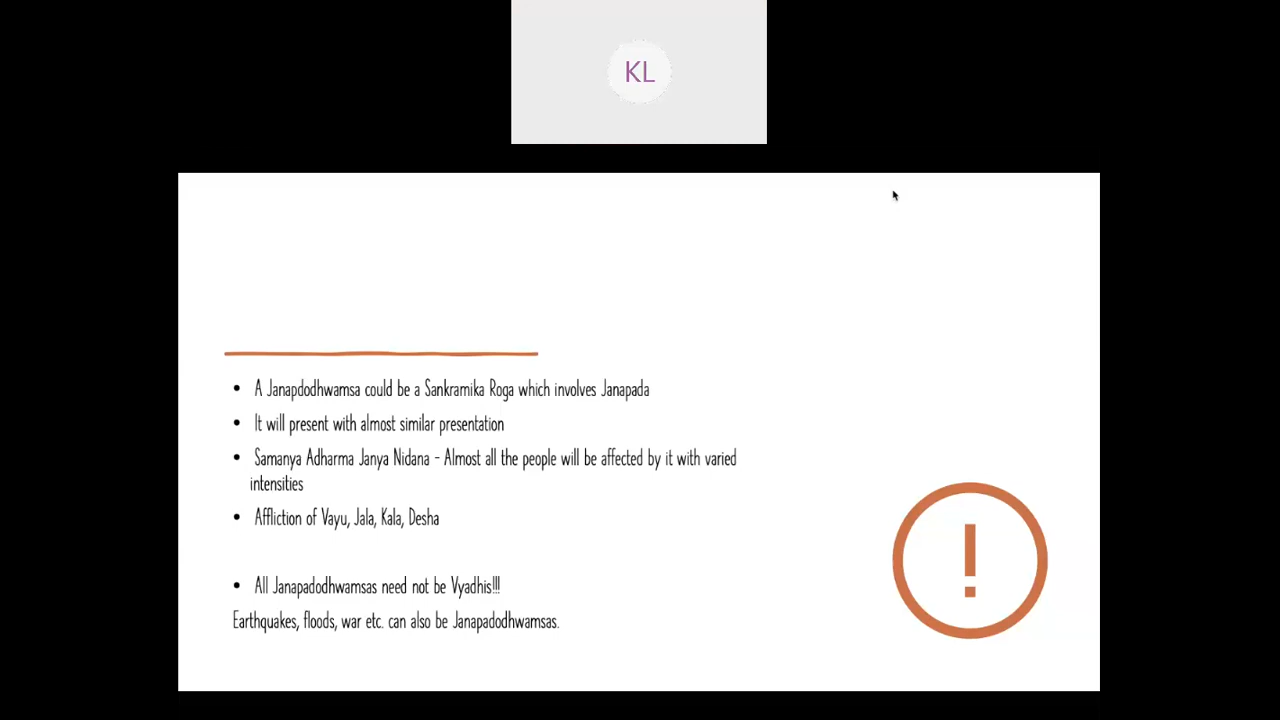 KL
• A Janapdodhwamsa could be a Sankramika Roga which involves Janapada
• It will present with almost similar presentation
• Samanya Adharma Janya Nidana - Almost all the people will be affected by it with varied
intensities
• Affliction of Vayu, Jala, Kala, Desha
• All Janapadodhwamsas need not be Vyadhis!!!
Earthquakes, floods, war etc. can also be Janapadodhwamsas.
!